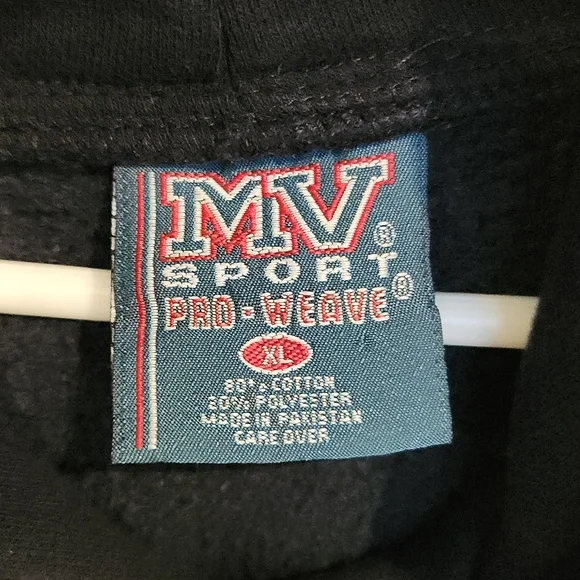 MV®
SPORT
PRO-WEAVE®
XL
80% COTTON
20% POLYESTER
MADE IN PAKISTAN
CARE OVER